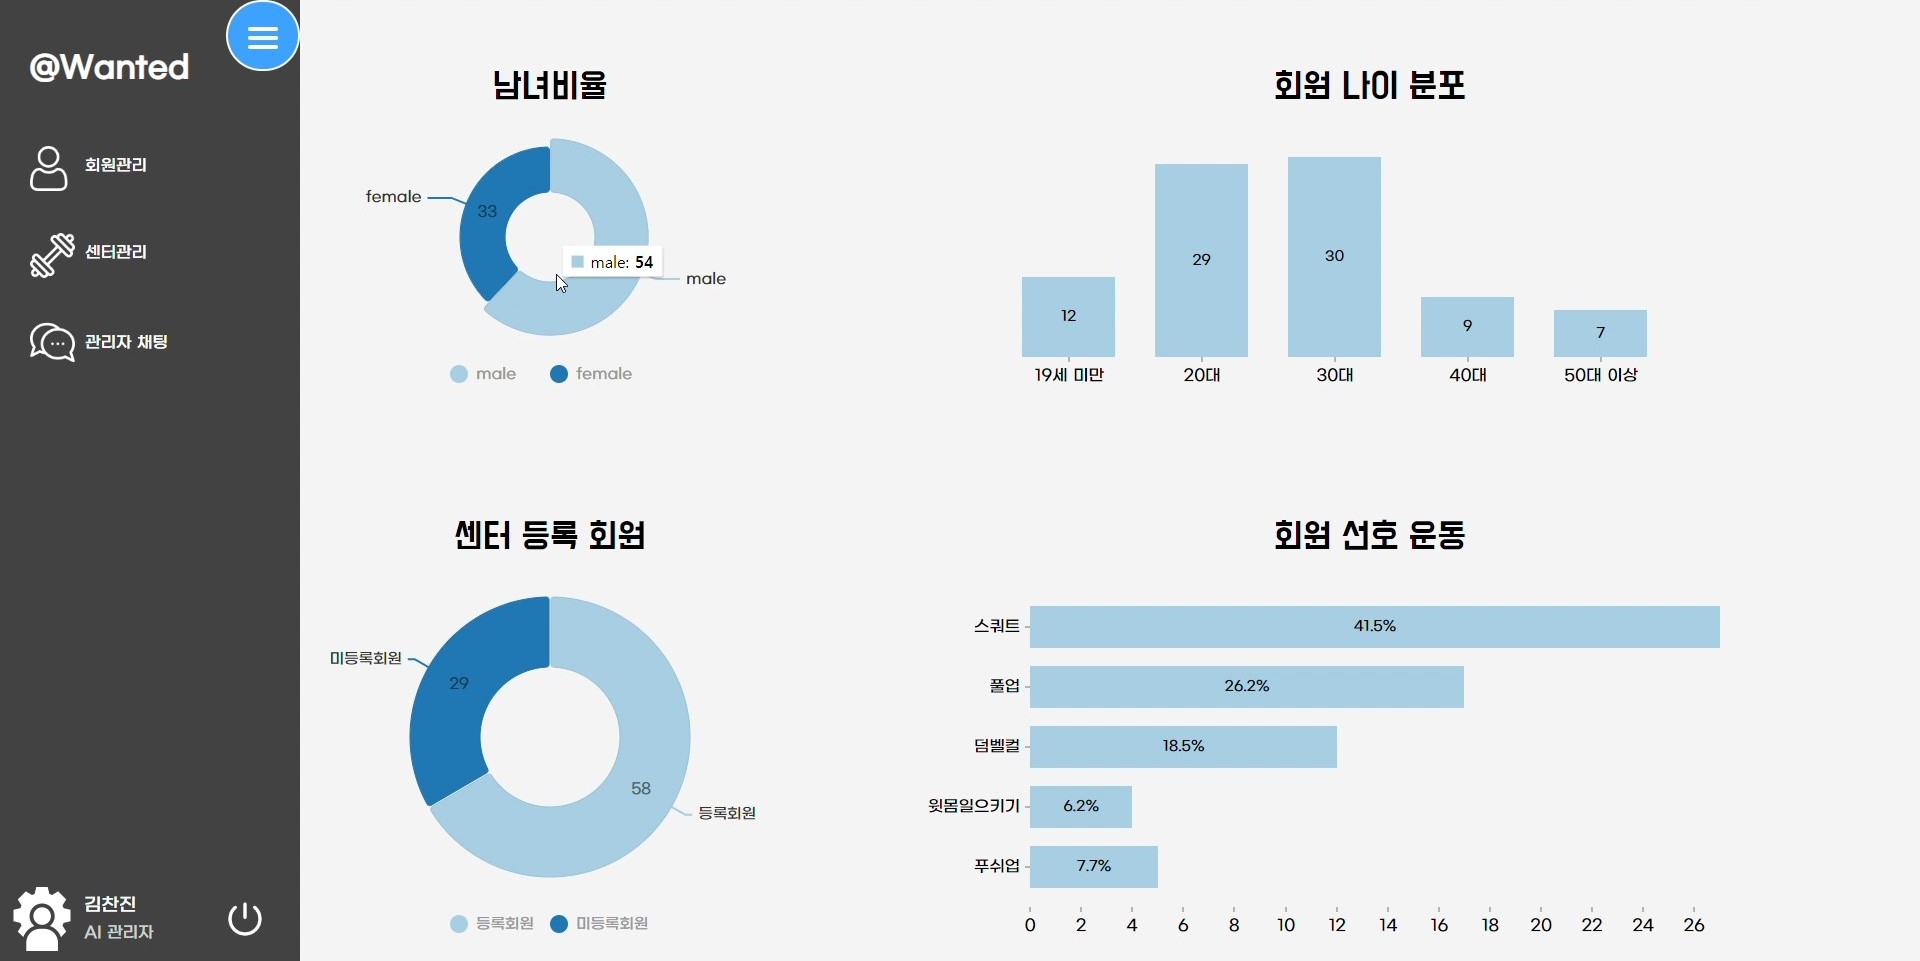 @Wanted
회원관리
센터관리
관리자 채팅
김찬진
AI 관리자
남녀비율
female
33
male: 54
male
male
female
회원 나이 분포
12
29
30
9
7
19세 미만
20대
30대
40대
50대 이상
센터 등록 회원
미등록회원
29
58
등록회원
등록회원
미등록회원
회원 선호 운동
스쿼트
41.5%
풀업
26.2%
덤벨컬
18.5%
윗몸일으키기
6.2%
푸쉬업
7.7%
0 2 4 6 8 10 12 14 16 18 20 22 24 26